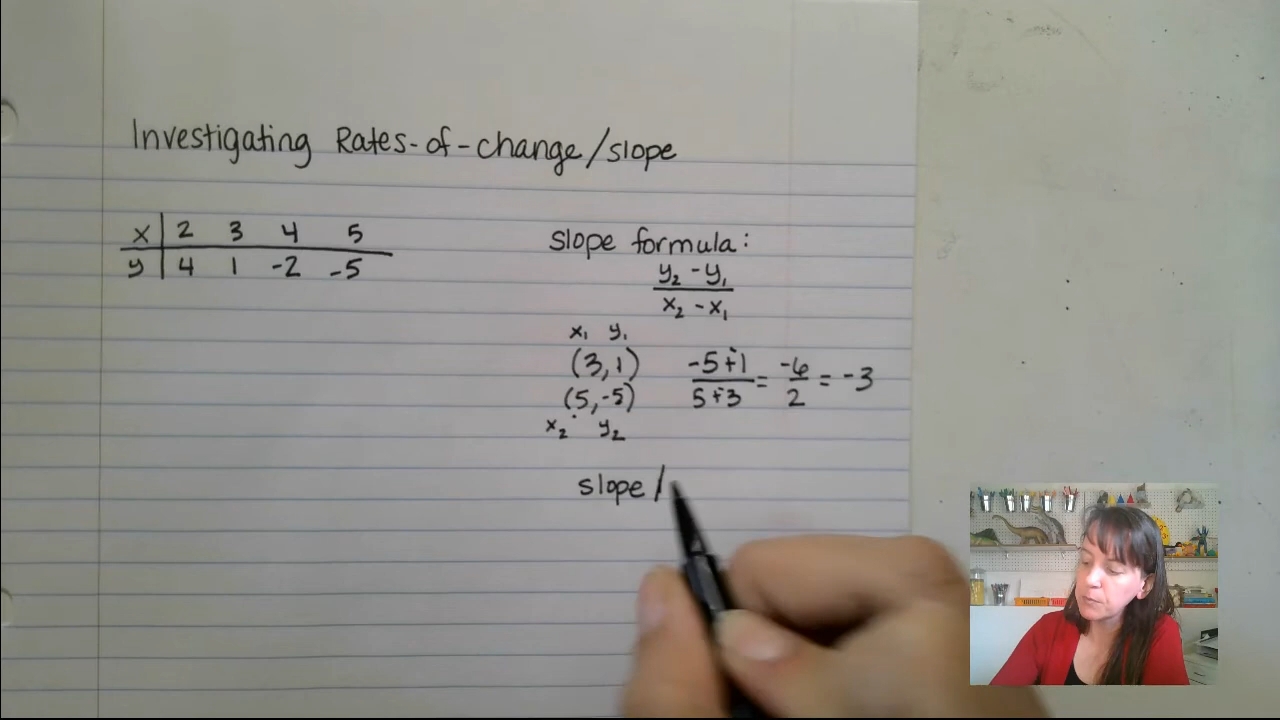 Investigating Rates-of-change/slope
x 2 3 4 5
y 4 1 -2 -5
slope formula:
y₂ - y₁
x₂ - x₁
x₁ y₁
(3,1)
(5,-5)
x₂ y₂
-5+-1 = -6 = -3
5+-3 2
slope /